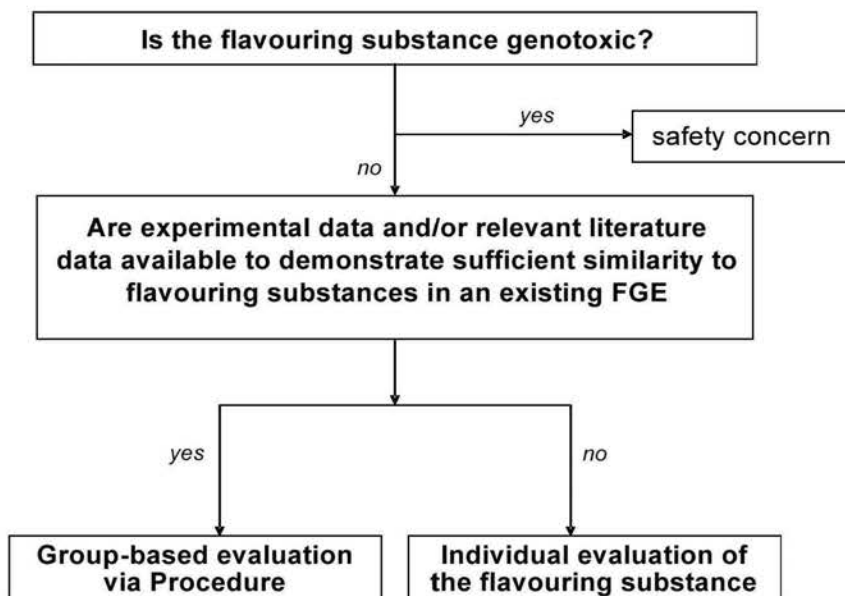 Is the flavouring substance genotoxic?
yes
safety concern
no
Are experimental data and/or relevant literature
data available to demonstrate sufficient similarity to
flavouring substances in an existing FGE
yes
no
Group-based evaluation
via Procedure
Individual evaluation of
the flavouring substance